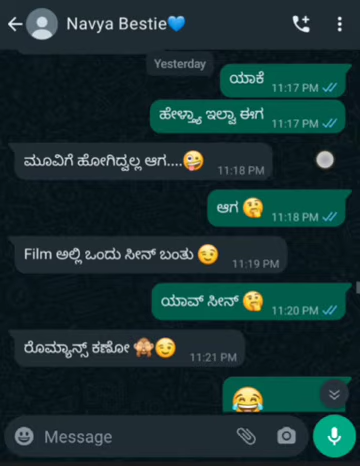 Navya Bestie💙
Yesterday
ಯಾಕೆ
11:17 PM
ಹೇಳ್ತ್ಯಾ ಇಲ್ವಾ ಈಗ
11:17 PM
ಮೂವಿಗೆ ಹೋಗಿದ್ವಲ್ಲ ಆಗ....🤪
11:18 PM
ಆಗ 🤔
11:18 PM
Film ಅಲ್ಲಿ ಒಂದು ಸೀನ್ ಬಂತು 😉
11:19 PM
ಯಾವ್ ಸೀನ್ 🤔
11:20 PM
ರೊಮ್ಯಾನ್ಸ್ ಕಣೋ 🙈😉
11:21 PM
😂
Message